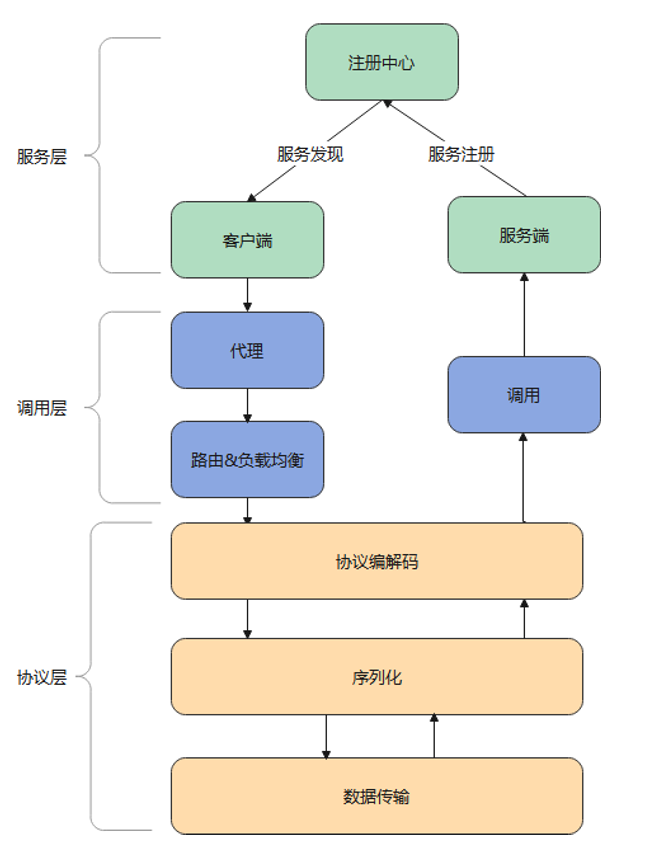 注册中心
服务层
服务发现
服务注册
客户端
服务端
代理
调用层
调用
路由&负载均衡
协议编解码
协议层
序列化
数据传输